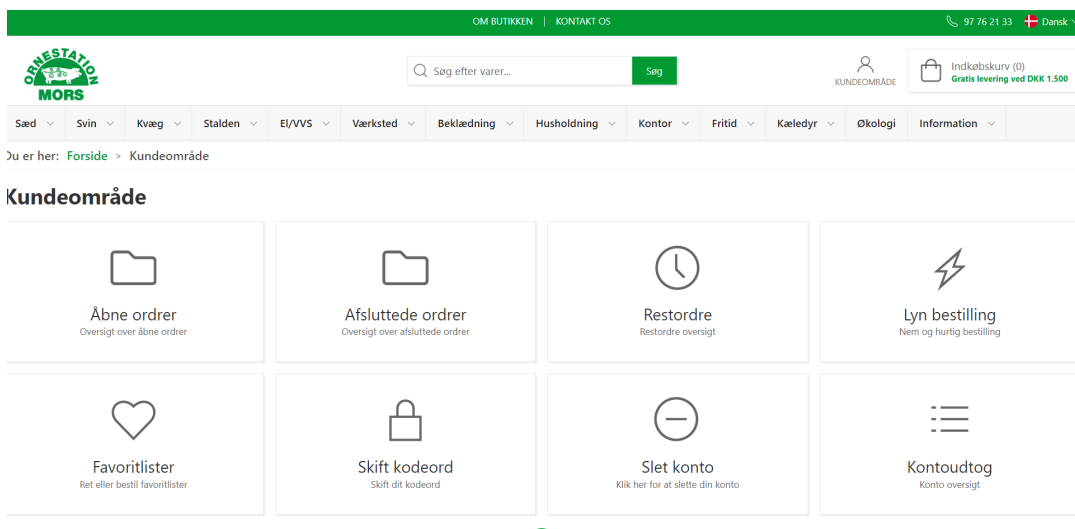 OM BUTIKKEN | KONTAKT OS
97 76 21 33 Dansk
ORNESTATION
MORS
Søg efter varer...
Søg
KUNDEOMRÅDE
Indkøbskurv (0)
Gratis levering ved DKK 1.500
Sæd Svin Kvæg Stalden El/VVS Værksted Beklædning Husholdning Kontor Fritid Kæledyr Økologi Information
Du er her: Forside > Kundeområde
Kundeområde
Åbne ordrer
Oversigt over åbne ordrer
Afsluttede ordrer
Oversigt over afsluttede ordrer
Restordre
Restordre oversigt
Lyn bestilling
Nem og hurtig bestilling
Favoritlister
Ret eller bestil favoritlister
Skift kodeord
Skift dit kodeord
Slet konto
Klik her for at slette din konto
Kontoudtog
Konto oversigt